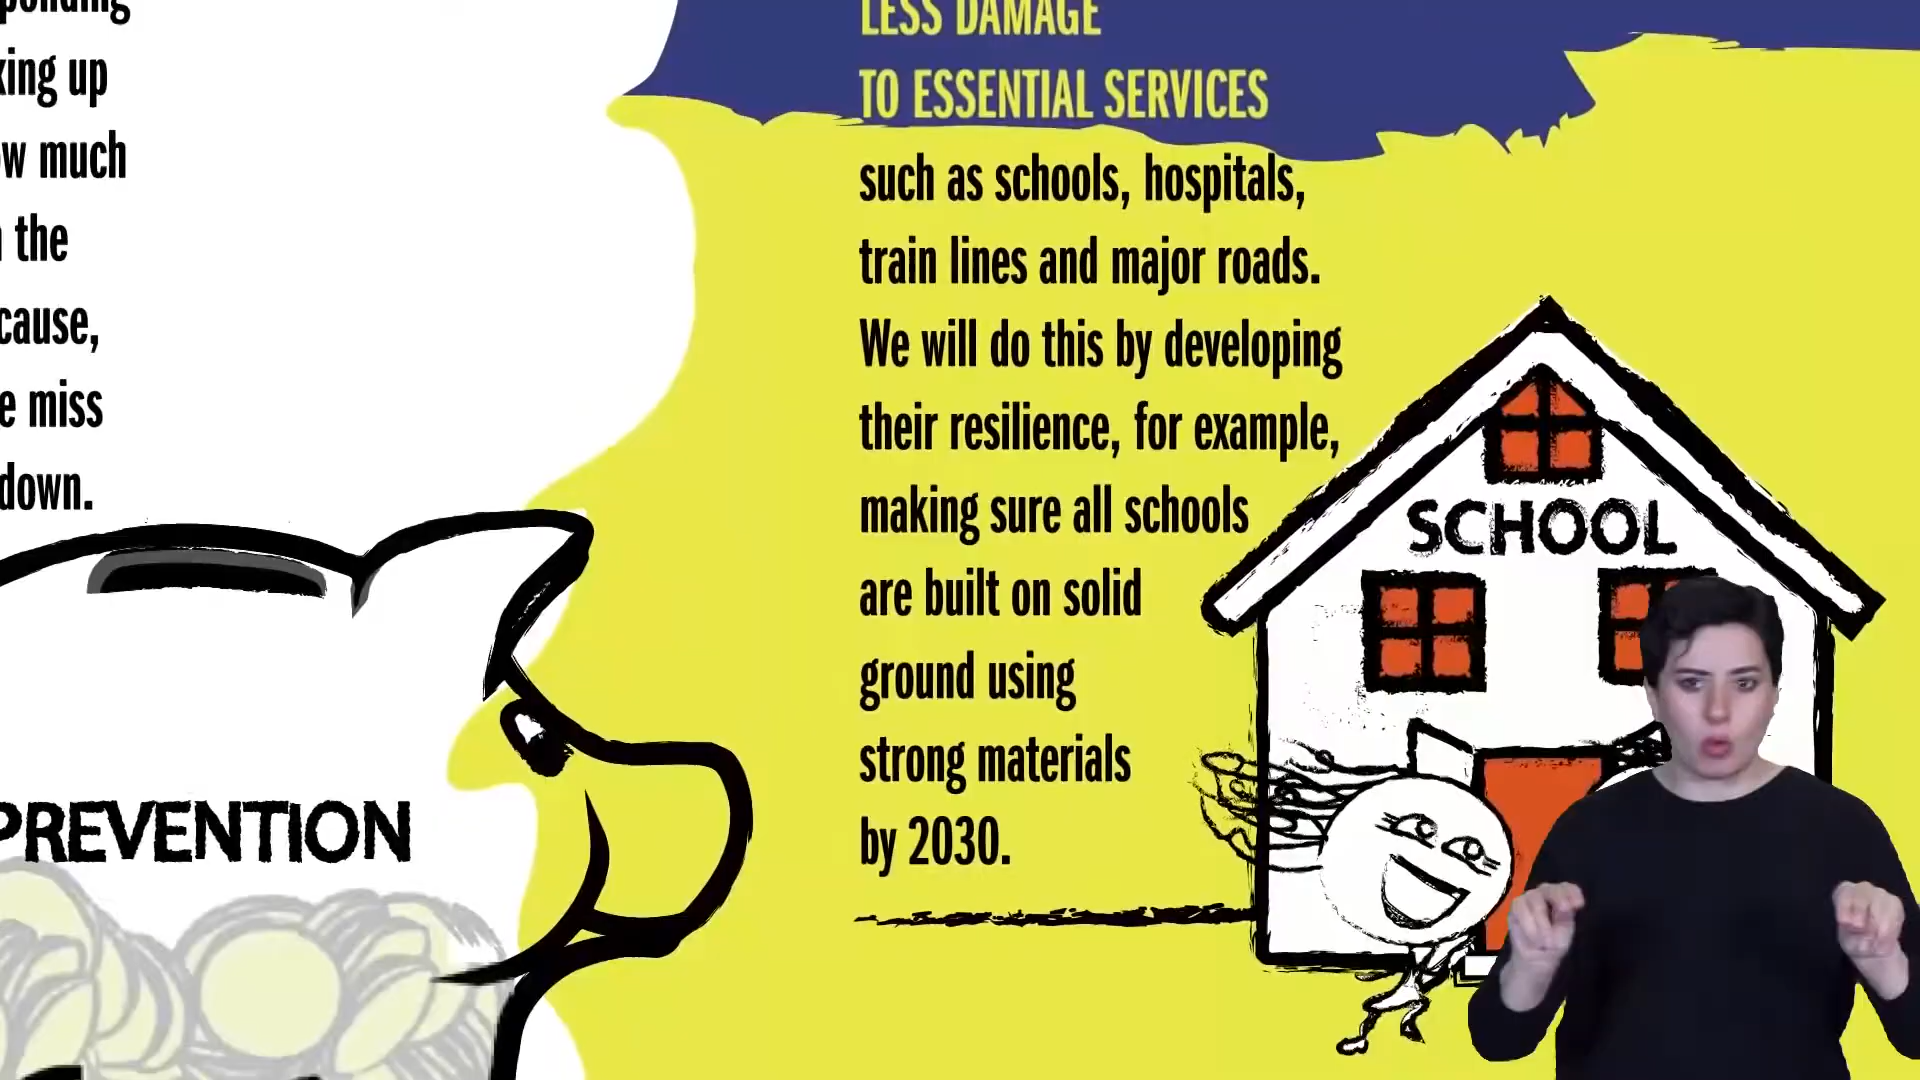 king up
much
the
cause,
miss
down.
PREVENTION
LESS DAMAGE
TO ESSENTIAL SERVICES
such as schools, hospitals,
train lines and major roads.
We will do this by developing
their resilience, for example,
making sure all schools
are built on solid
ground using
strong materials
by 2030.
SCHOOL